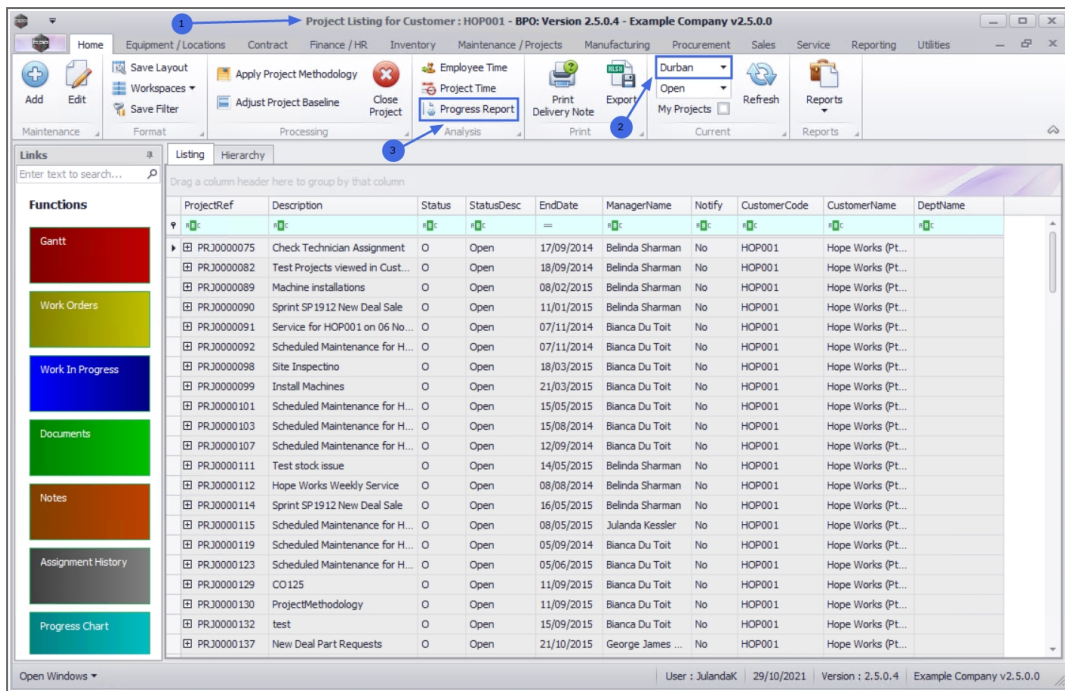 1
Project Listing for Customer : HOP001 - BPO: Version 2.5.0.4 - Example Company v2.5.0.0
Home Equipment / Locations Contract Finance / HR Inventory Maintenance / Projects Manufacturing Procurement Sales Service Reporting Utilities
Add
Edit
Save Layout
Workspaces
Save Filter
Apply Project Methodology
Adjust Project Baseline
Close Project
Employee Time
Project Time
Progress Report
Print Delivery Note
Export
Durban
Open
My Projects
Refresh
Reports
2
3
Maintenance Format Processing Analysis Print Current Reports
Links
Enter text to search...
Functions
Gantt
Work Orders
Work In Progress
Documents
Notes
Assignment History
Progress Chart
Listing Hierarchy
Drag a column header here to group by that column
ProjectRef Description Status StatusDesc EndDate ManagerName Notify CustomerCode CustomerName DeptName
PRJ0000075 Check Technician Assignment O Open 17/09/2014 Belinda Sharman No HOP001 Hope Works (Pt...
PRJ0000082 Test Projects viewed in Cust... O Open 18/09/2014 Belinda Sharman No HOP001 Hope Works (Pt...
PRJ0000089 Machine installations O Open 08/02/2015 Belinda Sharman No HOP001 Hope Works (Pt...
PRJ0000090 Sprint SP1912 New Deal Sale O Open 11/01/2015 Belinda Sharman No HOP001 Hope Works (Pt...
PRJ0000091 Service for HOP001 on 06 No... O Open 07/11/2014 Bianca Du Toit No HOP001 Hope Works (Pt...
PRJ0000092 Scheduled Maintenance for H... O Open 07/11/2014 Bianca Du Toit No HOP001 Hope Works (Pt...
PRJ0000098 Site Inspectino O Open 18/03/2015 Bianca Du Toit No HOP001 Hope Works (Pt...
PRJ0000099 Install Machines O Open 21/03/2015 Bianca Du Toit No HOP001 Hope Works (Pt...
PRJ0000101 Scheduled Maintenance for H... O Open 15/05/2015 Bianca Du Toit No HOP001 Hope Works (Pt...
PRJ0000103 Scheduled Maintenance for H... O Open 15/08/2014 Bianca Du Toit No HOP001 Hope Works (Pt...
PRJ0000107 Scheduled Maintenance for H... O Open 12/09/2014 Bianca Du Toit No HOP001 Hope Works (Pt...
PRJ0000111 Test stock issue O Open 14/05/2015 Belinda Sharman No HOP001 Hope Works (Pt...
PRJ0000112 Hope Works Weekly Service O Open 08/08/2014 Belinda Sharman No HOP001 Hope Works (Pt...
PRJ0000114 Sprint SP1912 New Deal Sale O Open 16/05/2015 Belinda Sharman No HOP001 Hope Works (Pt...
PRJ0000115 Scheduled Maintenance for H... O Open 08/05/2015 Julanda Kessler No HOP001 Hope Works (Pt...
PRJ0000119 Scheduled Maintenance for H... O Open 05/09/2014 Bianca Du Toit No HOP001 Hope Works (Pt...
PRJ0000123 Scheduled Maintenance for H... O Open 05/06/2015 Bianca Du Toit No HOP001 Hope Works (Pt...
PRJ0000129 CO125 O Open 11/09/2015 Bianca Du Toit No HOP001 Hope Works (Pt...
PRJ0000130 ProjectMethodology O Open 11/09/2015 Bianca Du Toit No HOP001 Hope Works (Pt...
PRJ0000132 test O Open 15/09/2015 Bianca Du Toit No HOP001 Hope Works (Pt...
PRJ0000137 New Deal Part Requests O Open 21/10/2015 George James ... No HOP001 Hope Works (Pt...
Open Windows User : JulandaK 29/10/2021 Version : 2.5.0.4 Example Company v2.5.0.0